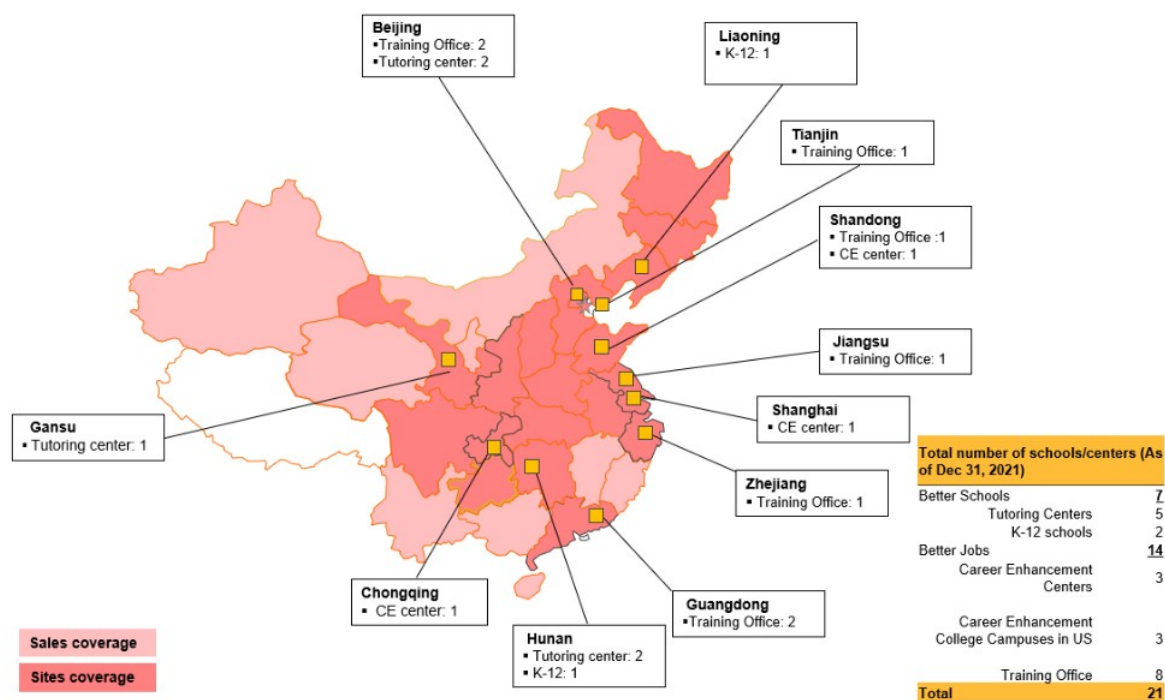 Beijing
▪Training Office: 2
▪Tutoring center: 2
Liaoning
▪ K-12: 1
Tianjin
▪ Training Office: 1
Shandong
▪ Training Office :1
▪ CE center: 1
Jiangsu
▪ Training Office: 1
Shanghai
▪ CE center: 1
Gansu
▪ Tutoring center: 1
Zhejiang
▪ Training Office: 1
Chongqing
▪ CE center: 1
Hunan
▪ Tutoring center: 2
▪ K-12: 1
Guangdong
▪Training Office: 2
Sales coverage
Sites coverage
Total number of schools/centers (As
of Dec 31, 2021)
Better Schools 7
Tutoring Centers 5
K-12 schools 2
Better Jobs 14
Career Enhancement
Centers 3
Career Enhancement
College Campuses in US 3
Training Office 8
Total 21